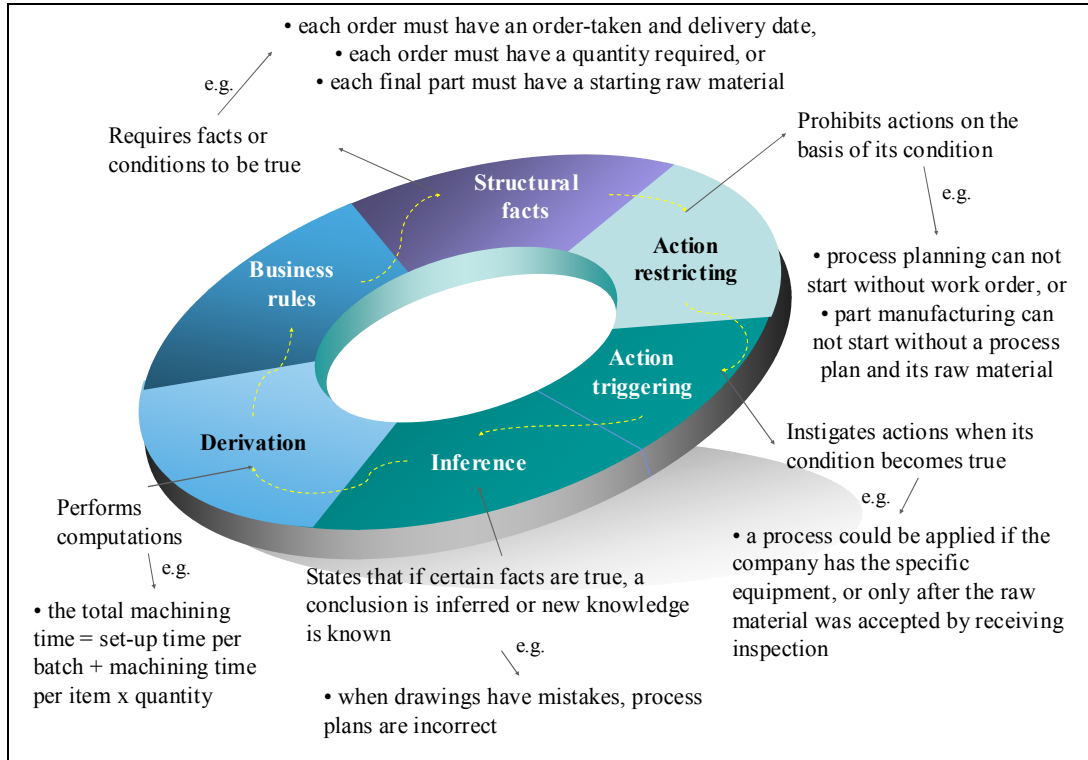 • each order must have an order-taken and delivery date,
• each order must have a quantity required, or
• each final part must have a starting raw material
e.g.
Requires facts or
conditions to be true
Prohibits actions on the
basis of its condition
e.g.
• process planning can not
start without work order, or
• part manufacturing can
not start without a process
plan and its raw material
Structural
facts
Action
restricting
Business
rules
Action
triggering
Derivation
Inference
Instigates actions when its
condition becomes true
e.g.
• a process could be applied if the
company has the specific
equipment, or only after the raw
material was accepted by receiving
inspection
Performs
computations
e.g.
• the total machining
time = set-up time per
batch + machining time
per item x quantity
States that if certain facts are true, a
conclusion is inferred or new knowledge
is known
e.g.
• when drawings have mistakes, process
plans are incorrect